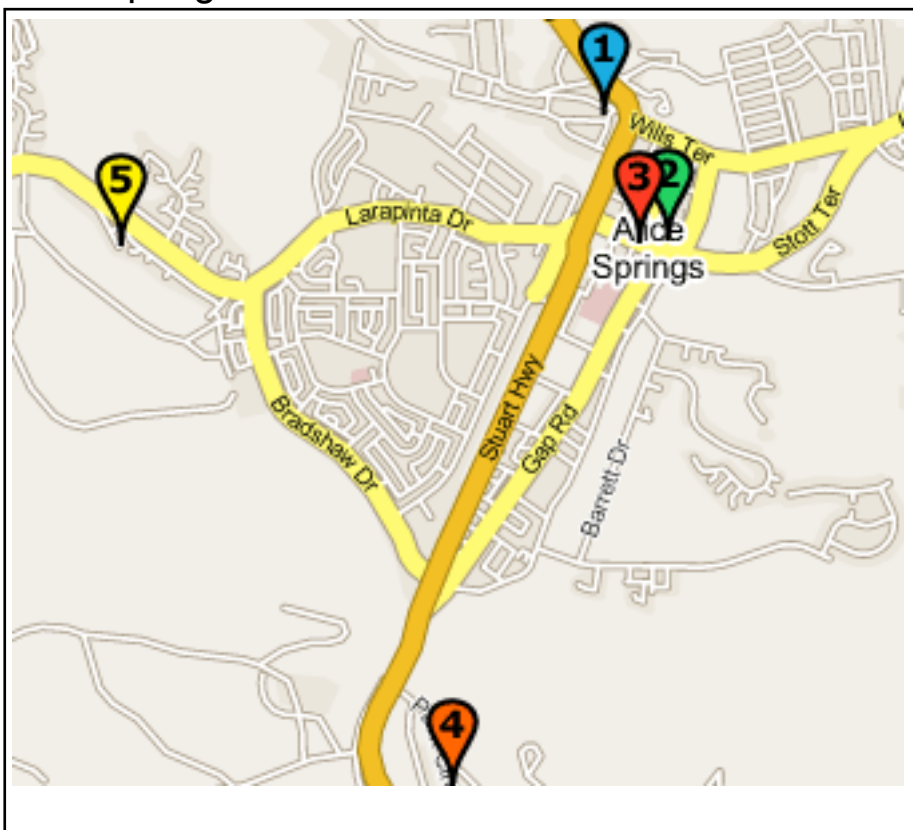 1
Wills Ter
5
3
2
Larapinta Dr
Stott Ter
Alice
Springs
Stuart Hwy
Gap Rd
Bradshaw Dr
Barrett Dr
4